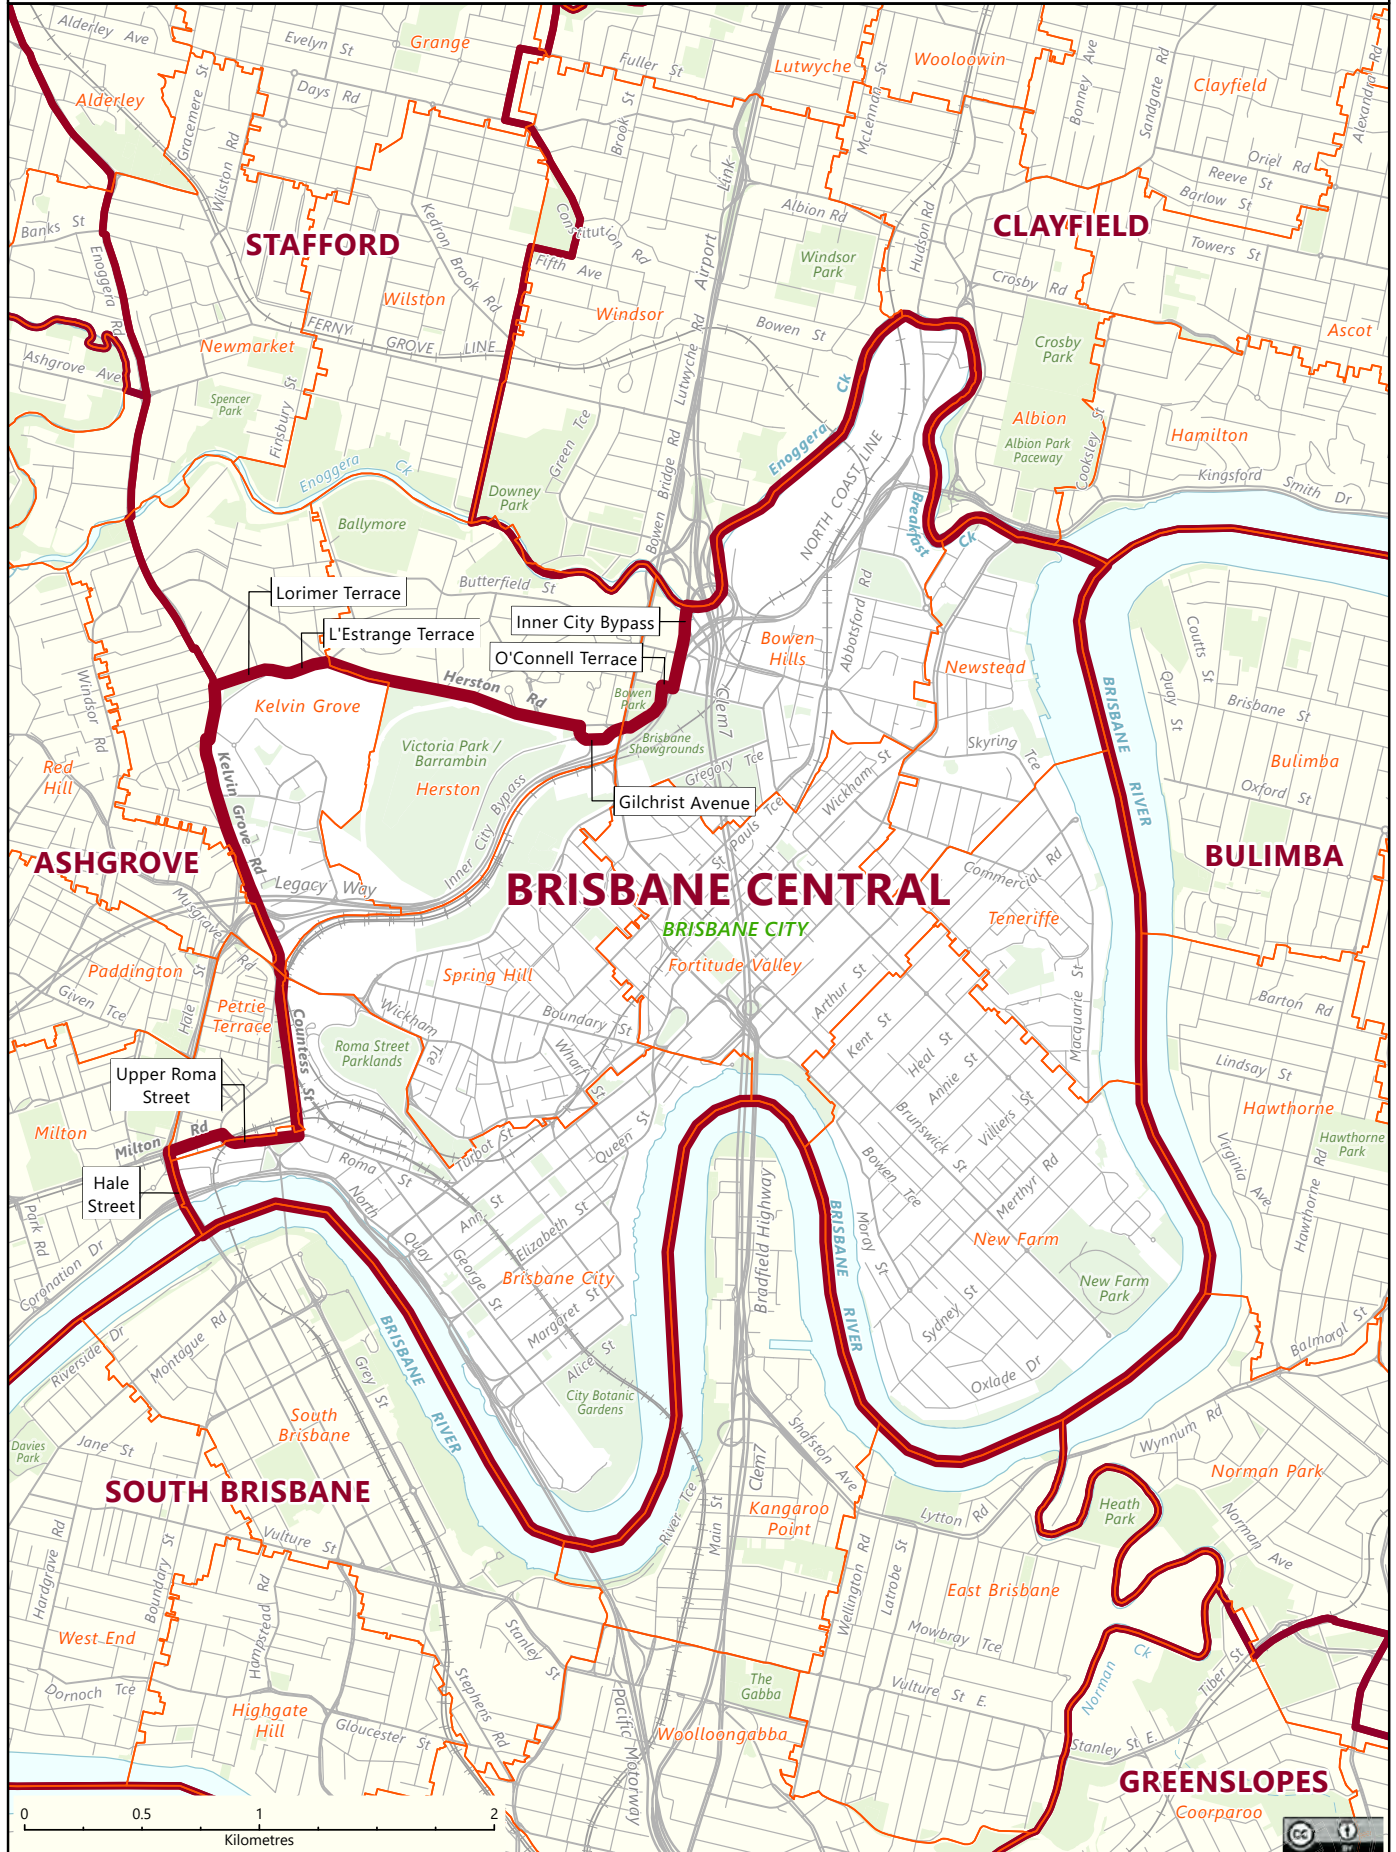 Alderley Ave
Evelyn St
Grange
Fuller St
Lutwyche
Wooloowin
Bonney Ave
Sandgate Rd
Clayfield
Alexandra Rd
Alderley
Gracemere St
Days Rd
Brook St
McLennan St
Wilston Rd
Link
Oriel Rd
Reeve St
Barlow St
Banks St
STAFFORD
Kedron Brook Rd
Constitution Rd
Fifth Ave
Airport
Albion Rd
Windsor
Park
Hudson Rd
CLAYFIELD
Towers St
Enoggera Rd
Wilston
Windsor
Crosby Rd
FERNY GROVE LINE
Newmarket
Ashgrove Ave
Bowen St
Crosby
Park
Ascot
Lutwyche Rd
Spencer
Park
Finsbury St
Enoggera Ck
Green Tce
Enoggera Ck
NORTH COAST LINE
Albion
Albion Park
Paceway
Cooksley St
Hamilton
Kingsford Smith Dr
Downey
Park
Ballymore
Bowen Bridge Rd
Breakfast Ck
Butterfield St
Lorimer Terrace
L'Estrange Terrace
Inner City Bypass
O'Connell Terrace
Bowen
Hills
Abbotsford Rd
Newstead
Coutts St
Quay St
Brisbane St
Windsor Rd
Kelvin Grove
Herston Rd
Bowen
Park
Clem7
BRISBANE RIVER
Victoria Park /
Barrambin
Herston
Brisbane
Showgrounds
Gregory Tce
Skyring Tce
Bulimba
Oxford St
Red
Hill
Kelvin Grove Rd
Inner City Bypass
Gilchrist Avenue
St Pauls Tce
Wickham St
ASHGROVE
Legacy Way
Musgrave Rd
BRISBANE CENTRAL
BRISBANE CITY
Commercial Rd
BULIMBA
Teneriffe
Paddington
Given Tce
Hale St
Petrie
Terrace
Spring Hill
Fortitude Valley
Arthur St
Macquarie St
Barton Rd
Wickham Tce
Boundary St
Countess St
Roma Street
Parklands
Wharf St
Kent St
Heal St
Annie St
Lindsay St
Upper Roma
Street
Milton
Milton Rd
Hawthorne
Hawthorne
Park
Turbot St
Queen St
Brunswick St
Villiers St
Virginia Ave
Hawthorne Rd
Hale
Street
Roma St
North Quay
Ann St
Elizabeth St
Bowen Tce
Merthyr Rd
Park Rd
Coronation Dr
George St
Brisbane City
Margaret St
Bradfield Highway
BRISBANE RIVER
Moray St
New Farm
New Farm
Park
Sydney St
Oxlade Dr
Balmoral St
Riverside Dr
Montague Rd
Grey St
BRISBANE RIVER
Alice St
City Botanic
Gardens
South
Brisbane
Shafston Ave
Wynnum Rd
Davies
Park
Jane St
SOUTH BRISBANE
Clem7
River Tce
Main St
Kangaroo
Point
Lytton Rd
Heath
Park
Norman Park
Norman Ave
Hardgrave Rd
Boundary St
Vulture St
Hampstead Rd
Wellington Rd
Latrobe St
East Brisbane
West End
Dornoch Tce
Stanley St
Mowbray Tce
Norman Ck
Tiber St
Highgate
Hill
Stephens Rd
Gloucester St
Pacific Motorway
The
Gabba
Woolloongabba
Vulture St E.
Stanley St E.
GREENSLOPES
Coorparoo
0 0.5 1 2
Kilometres
cc